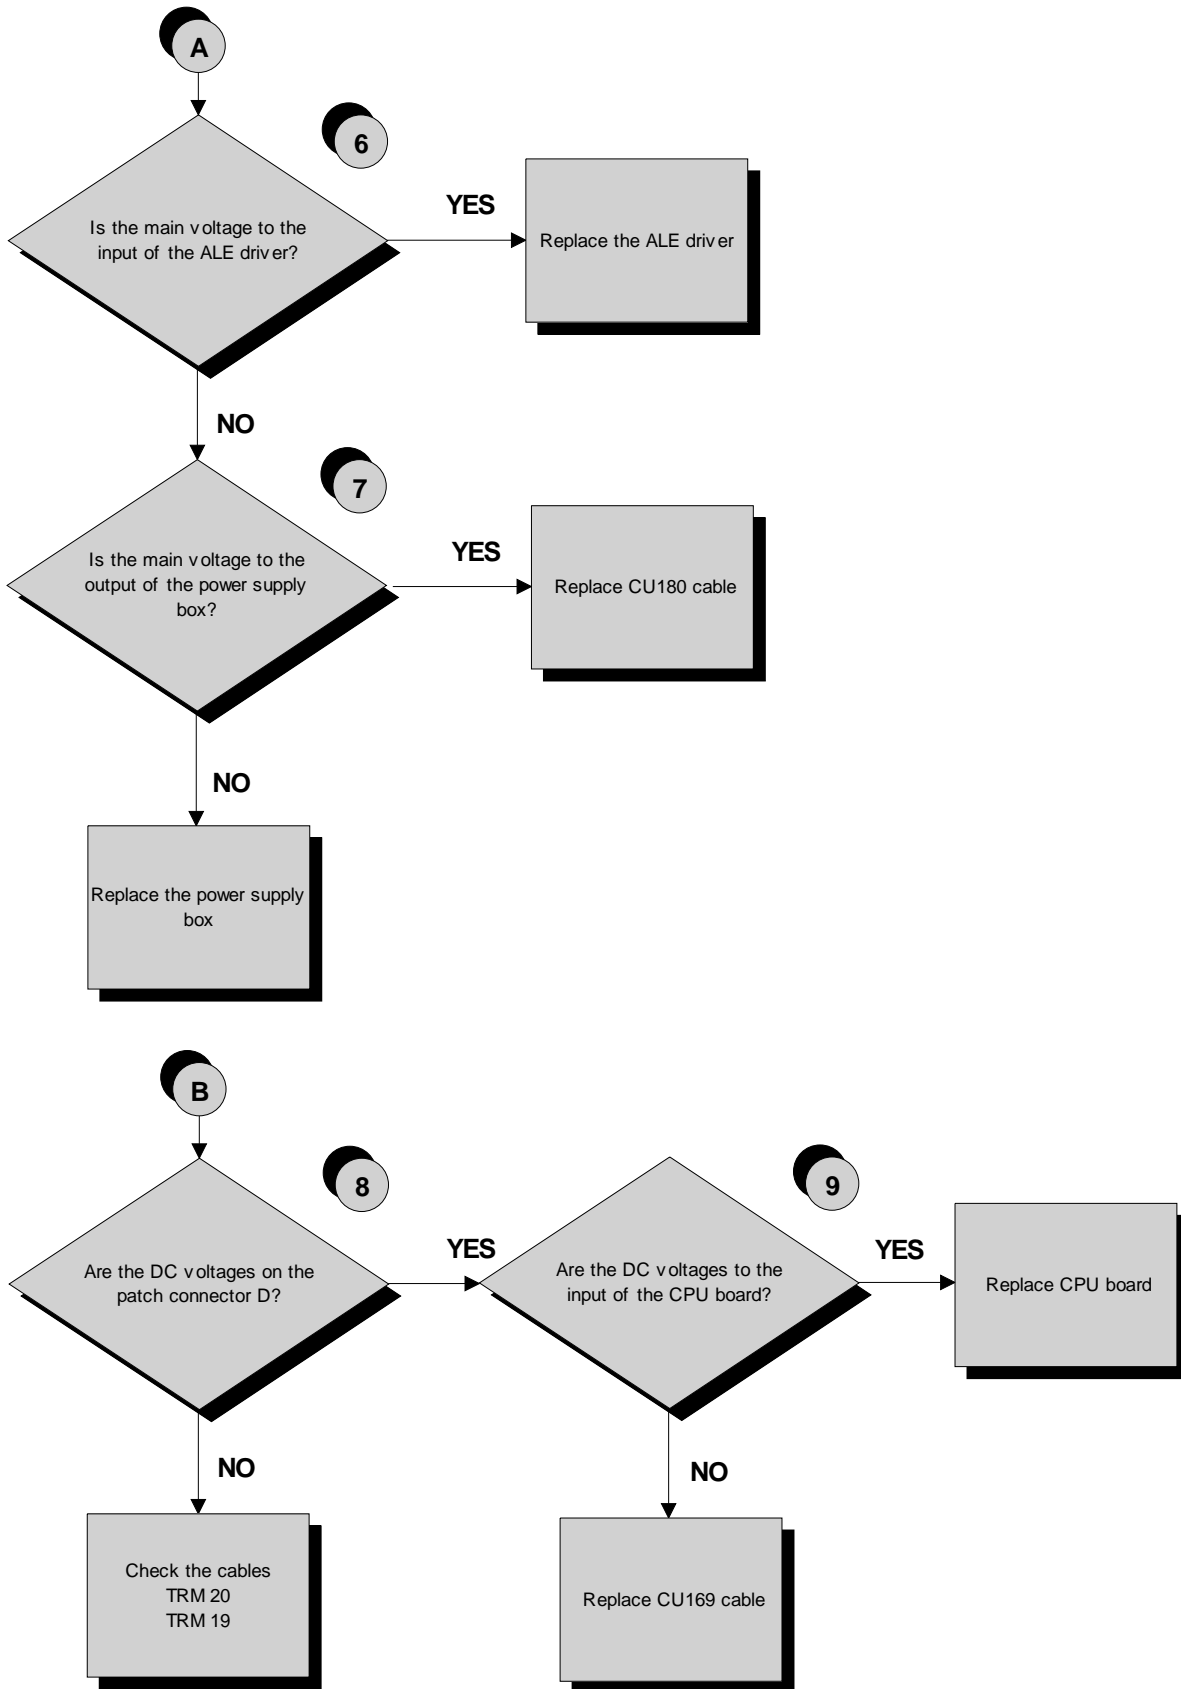 A
6
Is the main voltage to the
input of the ALE driver?
YES
Replace the ALE driver
NO
7
Is the main voltage to the
output of the power supply
box?
YES
Replace CU180 cable
NO
Replace the power supply
box
B
8
Are the DC voltages on the
patch connector D?
YES
9
Are the DC voltages to the
input of the CPU board?
YES
Replace CPU board
NO
Check the cables
TRM 20
TRM 19
NO
Replace CU169 cable